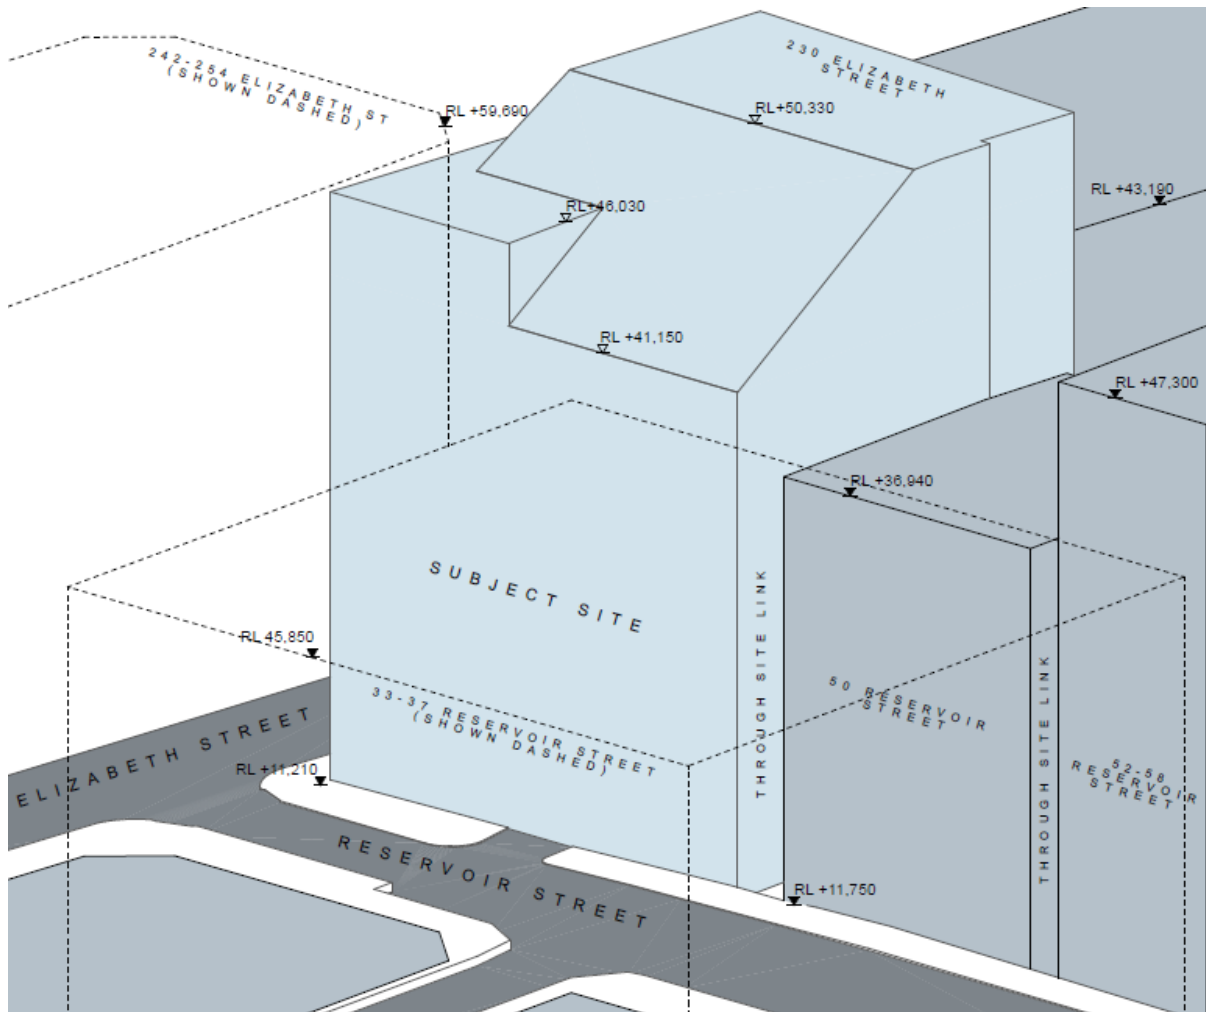 242-254 ELIZABETH ST
(SHOWN DASHED)
230 ELIZABETH
STREET
RL +59,690
RL+50,330
RL +43,190
RL+46,030
RL +41,150
RL +47,300
RL +36,940
SUBJECT SITE
THROUGH SITE LINK
RL 45,850
33-37 RESERVOIR STREET
(SHOWN DASHED)
50 RESERVOIR
STREET
THROUGH SITE LINK
52-58
RESERVOIR
STREET
ELIZABETH STREET
RL +11,210
RESERVOIR STREET
RL +11,750